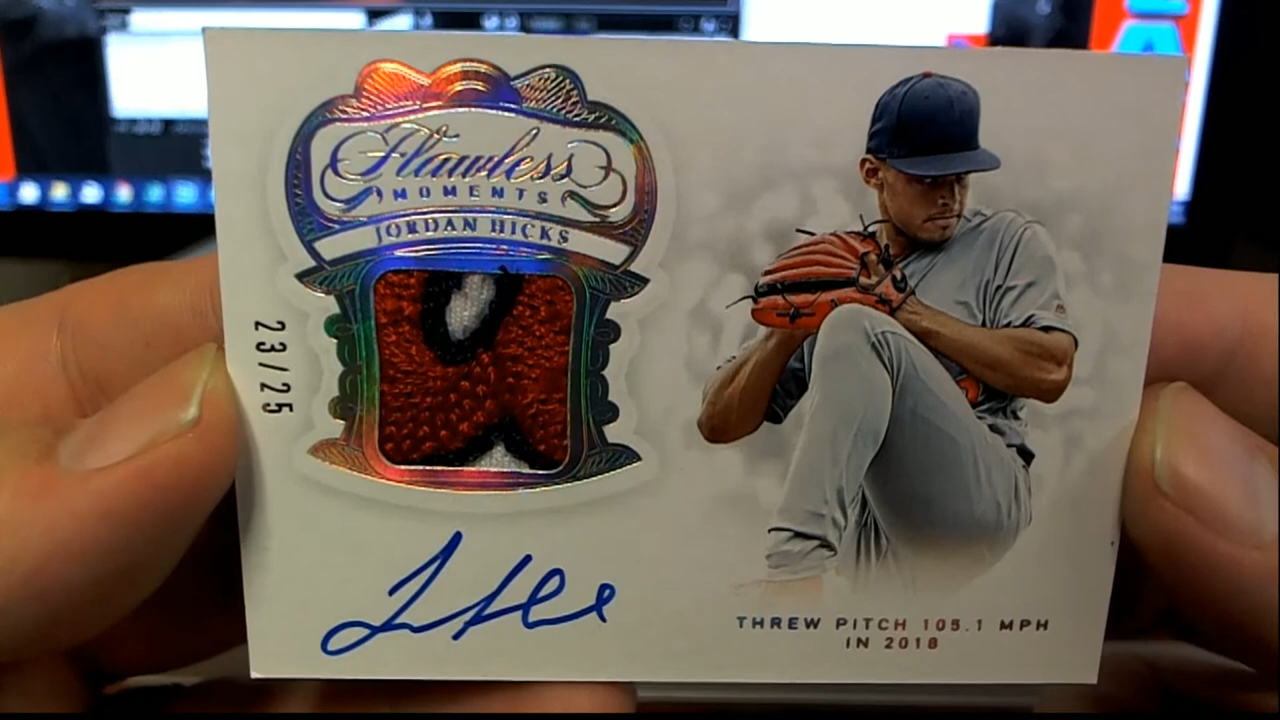 Flawless
MOMENTS
JORDAN HICKS
23/25
THREW PITCH 105.1 MPH
IN 2018